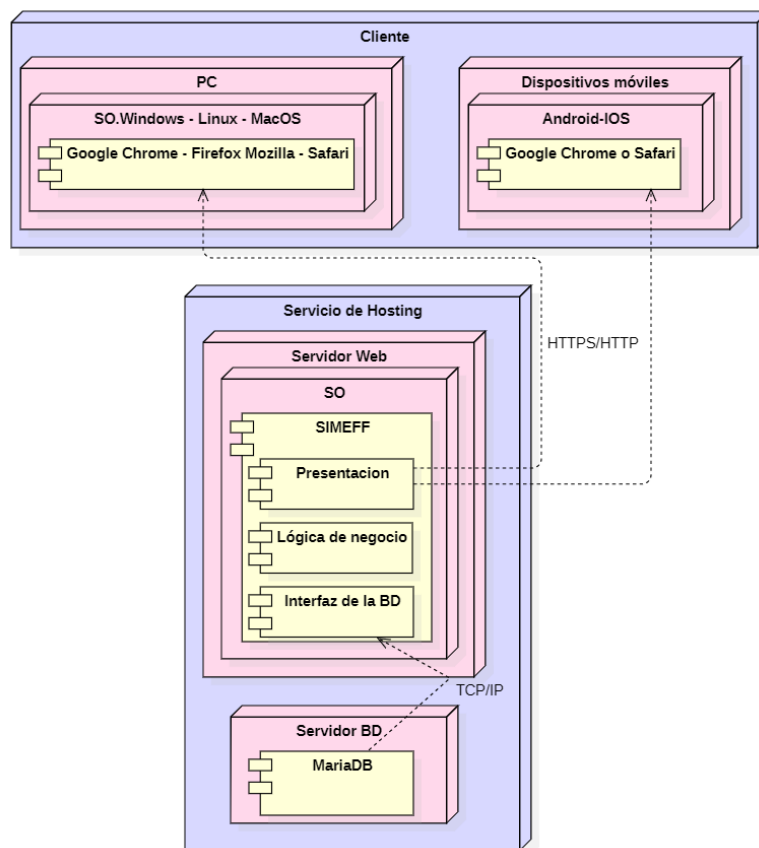 Cliente
PC
SO.Windows - Linux - MacOS
Google Chrome - Firefox Mozilla - Safari
Dispositivos móviles
Android-IOS
Google Chrome o Safari
HTTPS/HTTP
Servicio de Hosting
Servidor Web
SO
SIMEFF
Presentacion
Lógica de negocio
Interfaz de la BD
TCP/IP
Servidor BD
MariaDB